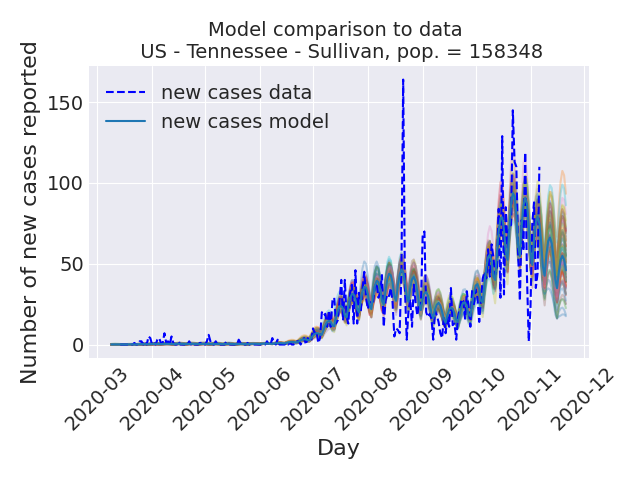 Model comparison to data
US - Tennessee - Sullivan, pop. = 158348
Number of new cases reported
150
100
50
0
new cases data
new cases model
2020-03
2020-04
2020-05
2020-06
2020-07
2020-08
2020-09
2020-10
2020-11
2020-12
Day